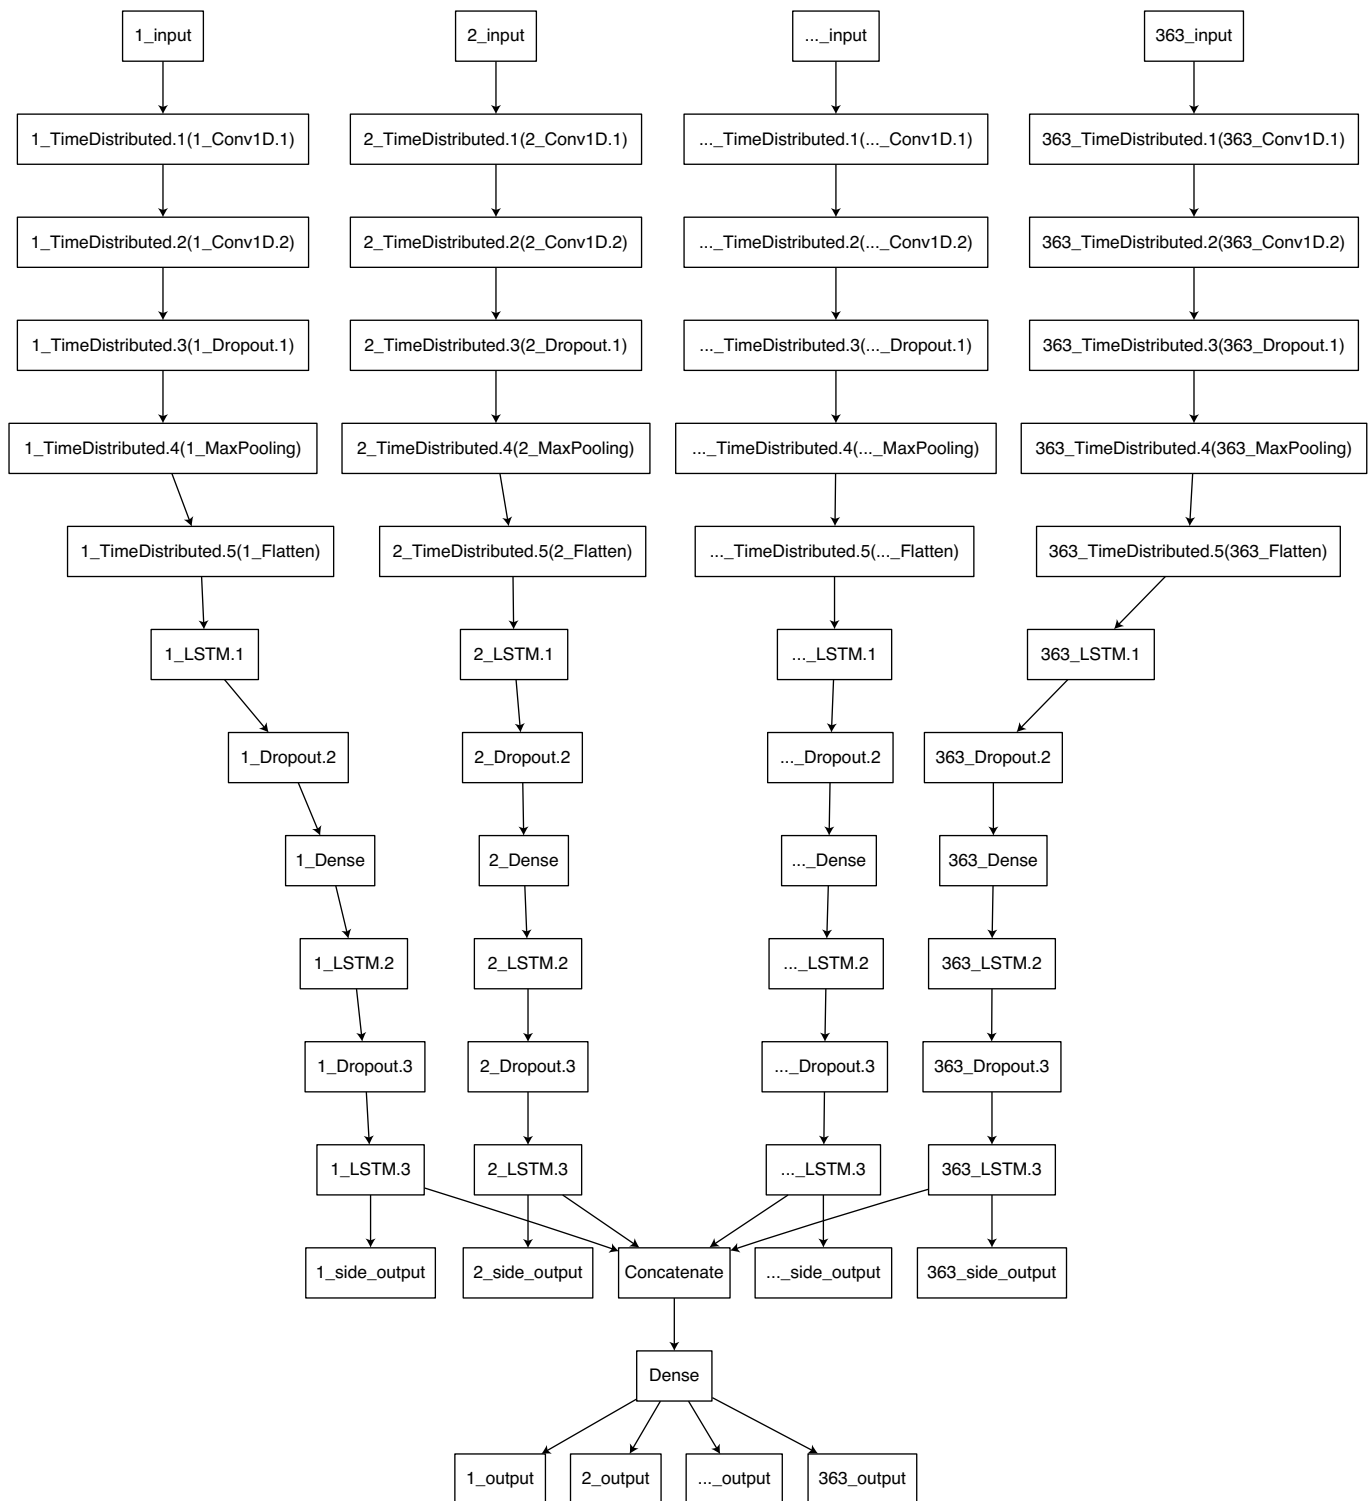 1_input
2_input
..._input
363_input
1_TimeDistributed.1(1_Conv1D.1)
2_TimeDistributed.1(2_Conv1D.1)
..._TimeDistributed.1(..._Conv1D.1)
363_TimeDistributed.1(363_Conv1D.1)
1_TimeDistributed.2(1_Conv1D.2)
2_TimeDistributed.2(2_Conv1D.2)
..._TimeDistributed.2(..._Conv1D.2)
363_TimeDistributed.2(363_Conv1D.2)
1_TimeDistributed.3(1_Dropout.1)
2_TimeDistributed.3(2_Dropout.1)
..._TimeDistributed.3(..._Dropout.1)
363_TimeDistributed.3(363_Dropout.1)
1_TimeDistributed.4(1_MaxPooling)
2_TimeDistributed.4(2_MaxPooling)
..._TimeDistributed.4(..._MaxPooling)
363_TimeDistributed.4(363_MaxPooling)
1_TimeDistributed.5(1_Flatten)
2_TimeDistributed.5(2_Flatten)
..._TimeDistributed.5(..._Flatten)
363_TimeDistributed.5(363_Flatten)
1_LSTM.1
2_LSTM.1
..._LSTM.1
363_LSTM.1
1_Dropout.2
2_Dropout.2
..._Dropout.2
363_Dropout.2
1_Dense
2_Dense
..._Dense
363_Dense
1_LSTM.2
2_LSTM.2
..._LSTM.2
363_LSTM.2
1_Dropout.3
2_Dropout.3
..._Dropout.3
363_Dropout.3
1_LSTM.3
2_LSTM.3
..._LSTM.3
363_LSTM.3
1_side_output
2_side_output
Concatenate
..._side_output
363_side_output
Dense
1_output
2_output
..._output
363_output